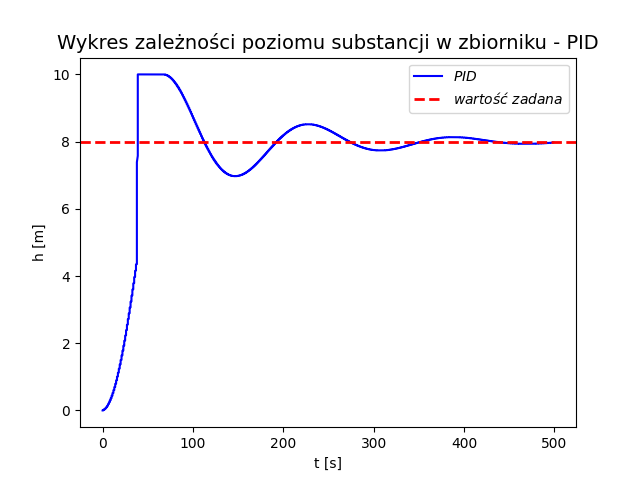 Wykres zależności poziomu substancji w zbiorniku - PID
PID
wartość zadana
h [m]
10
8
6
4
2
0
0 100 200 300 400 500
t [s]